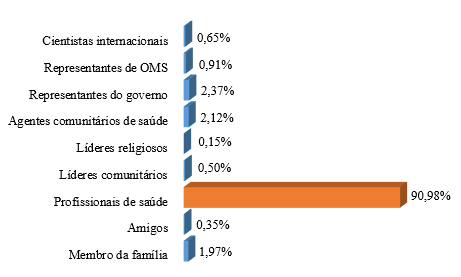 Cientistas internacionais 0,65%
Representantes de OMS 0,91%
Representantes do governo 2,37%
Agentes comunitários de saúde 2,12%
Líderes religiosos 0,15%
Líderes comunitários 0,50%
Profissionais de saúde 90,98%
Amigos 0,35%
Membro da família 1,97%